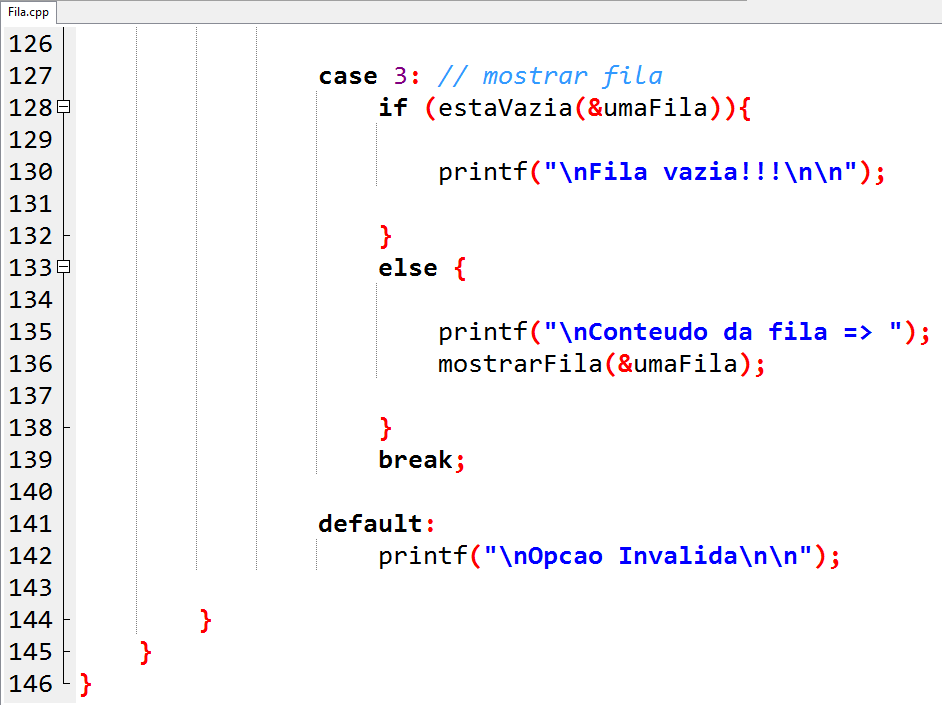 Fila.cpp
126
127 case 3: // mostrar fila
128 if (estaVazia(&umaFila)){
129
130 printf("\nFila vazia!!!\n\n");
131
132 }
133 else {
134
135 printf("\nConteudo da fila => ");
136 mostrarFila(&umaFila);
137
138 }
139 break;
140
141 default:
142 printf("\nOpcao Invalida\n\n");
143
144 }
145 }
146 }